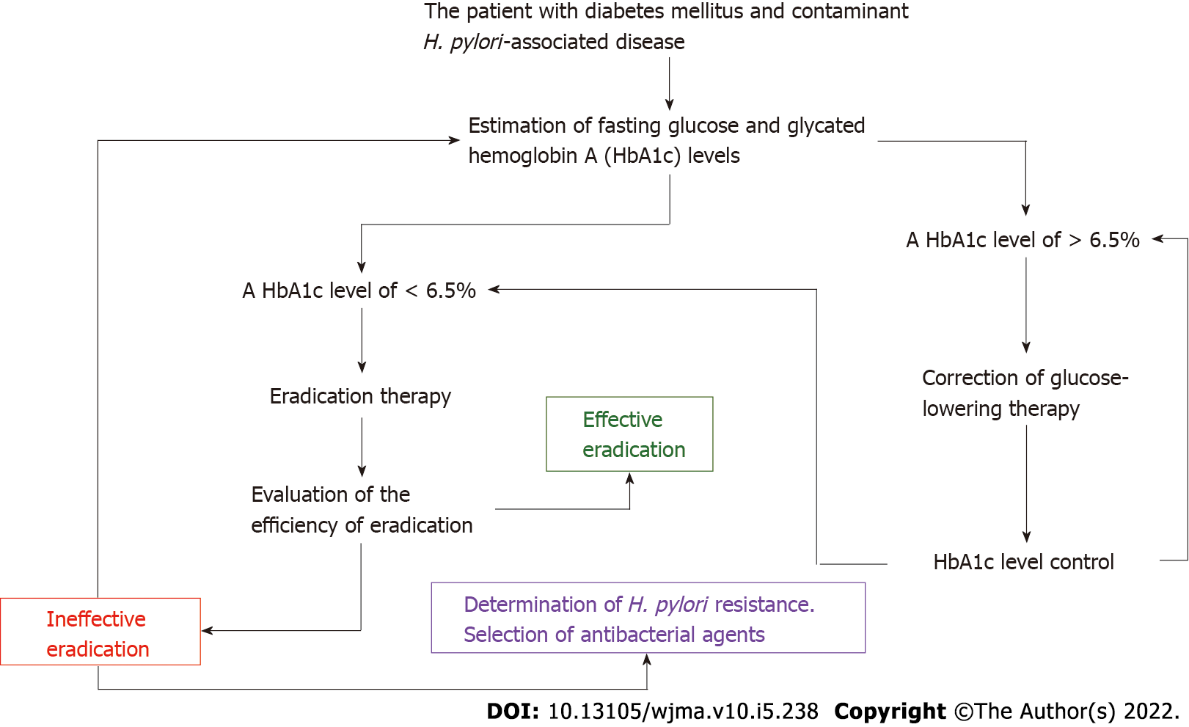 The patient with diabetes mellitus and contaminant
H. pylori-associated disease
Estimation of fasting glucose and glycated
hemoglobin A (HbA1c) levels
A HbA1c level of > 6.5%
A HbA1c level of < 6.5%
Correction of glucose-
lowering therapy
Eradication therapy
Effective
eradication
Evaluation of the
efficiency of eradication
HbA1c level control
Determination of H. pylori resistance.
Selection of antibacterial agents
Ineffective
eradication
DOI: 10.13105/wjma.v10.i5.238 Copyright ©The Author(s) 2022.